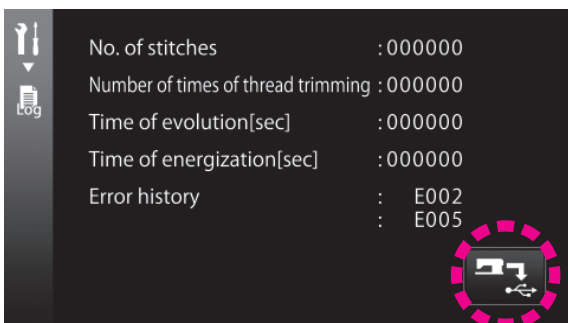 No. of stitches :000000
Number of times of thread trimming :000000
Log
Time of evolution[sec] :000000
Time of energization[sec] :000000
Error history : E002
: E005